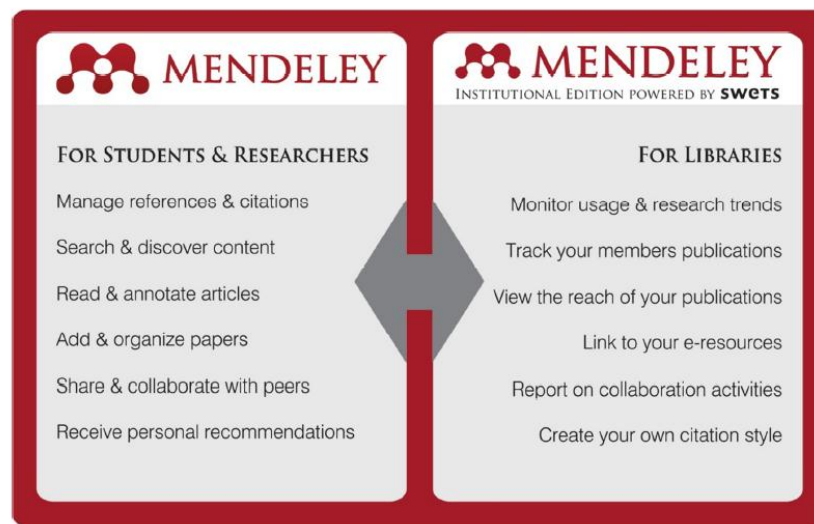 MENDELEY
FOR STUDENTS & RESEARCHERS
Manage references & citations
Search & discover content
Read & annotate articles
Add & organize papers
Share & collaborate with peers
Receive personal recommendations
MENDELEY
INSTITUTIONAL EDITION POWERED BY swets
FOR LIBRARIES
Monitor usage & research trends
Track your members publications
View the reach of your publications
Link to your e-resources
Report on collaboration activities
Create your own citation style